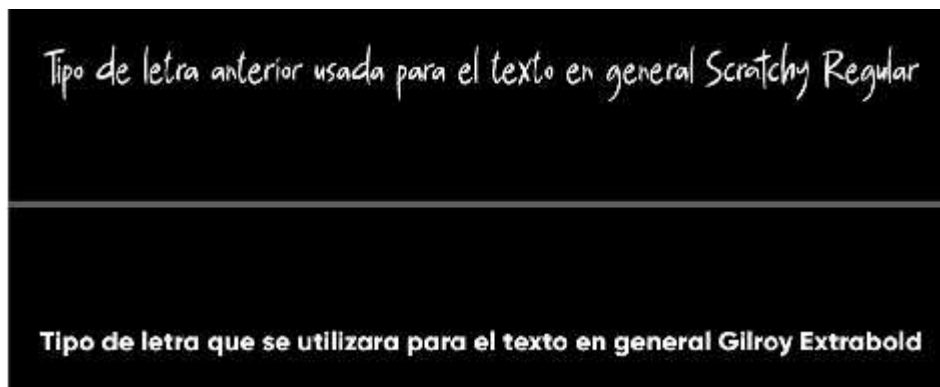 Tipo de letra anterior usada para el texto en general Scratchy Regular
Tipo de letra que se utilizara para el texto en general Gilroy Extrabold